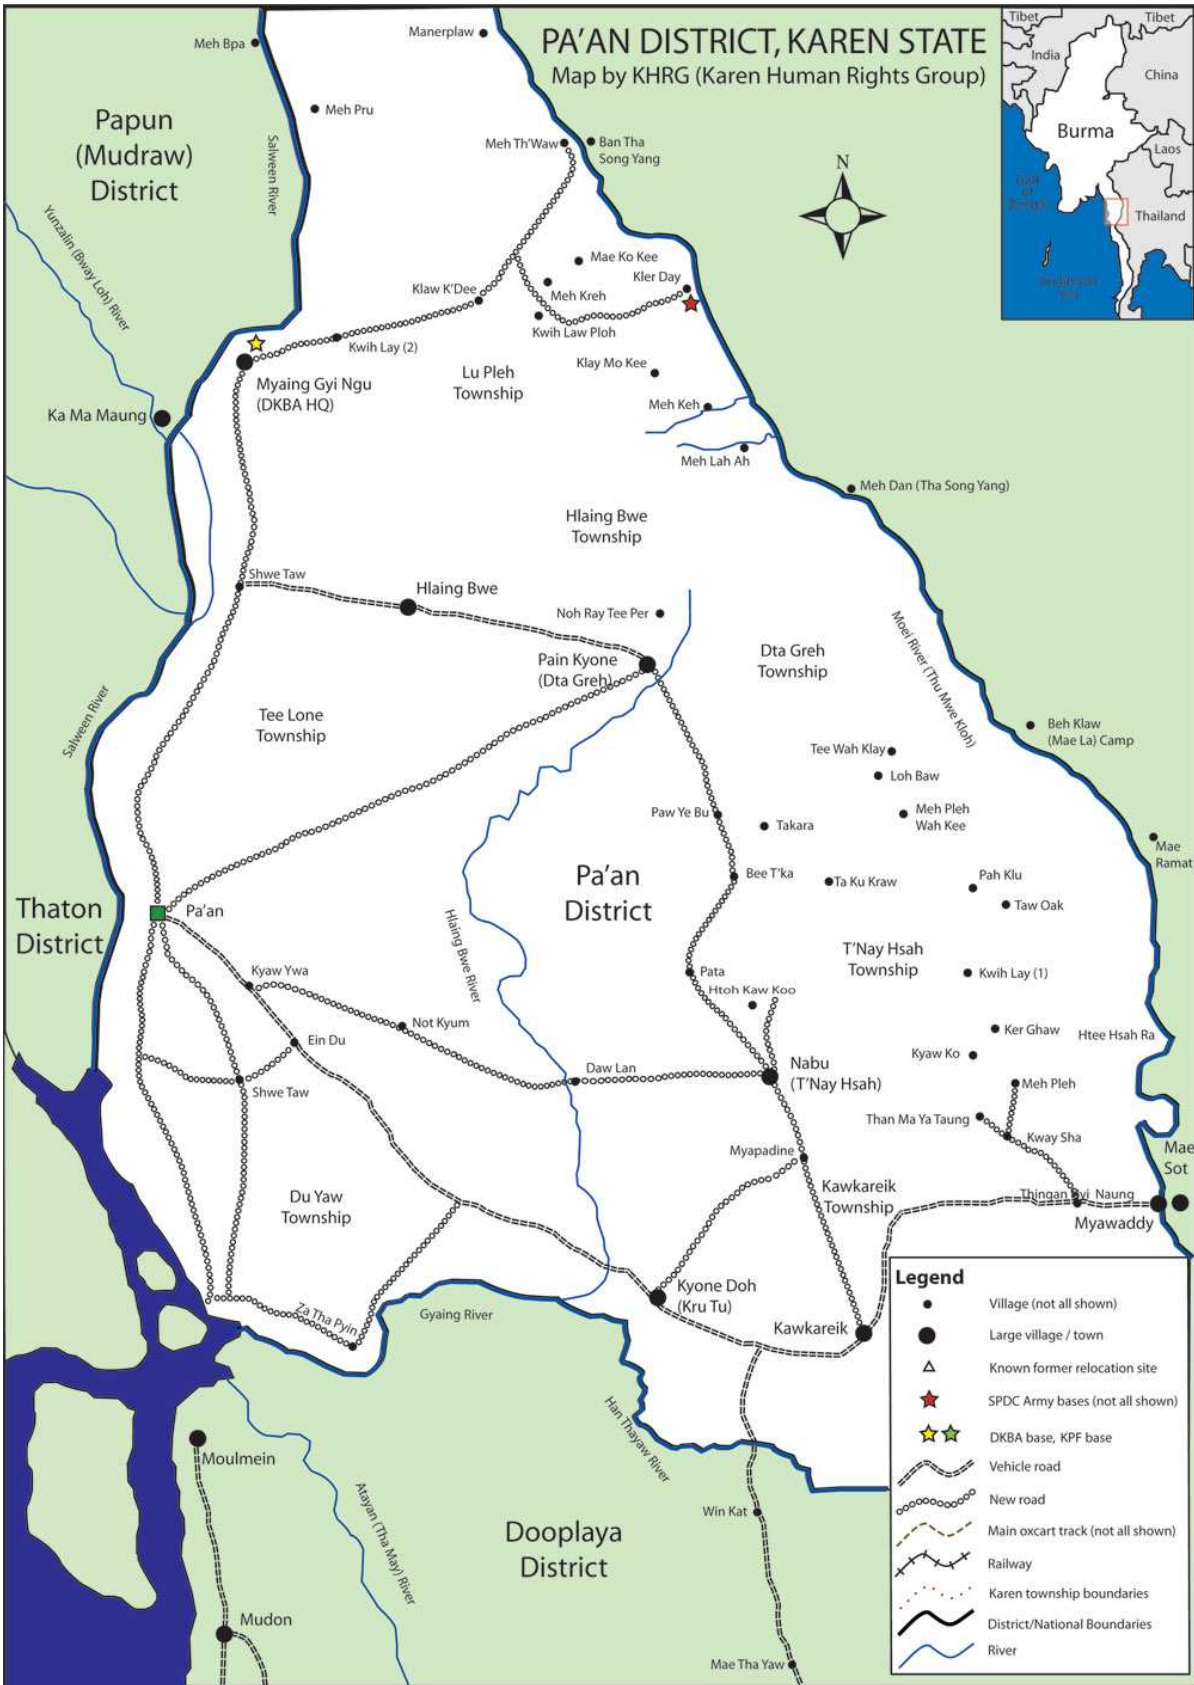 PA'AN DISTRICT, KAREN STATE
Map by KHRG (Karen Human Rights Group)
Tibet
Tibet
India
China
Burma
Laos
Thailand
N
Meh Bpa
Manerplaw
Meh Pru
Papun
(Mudraw)
District
Salween River
Meh Th'Waw
Ban Tha
Song Yang
Yunzalin (Bway Loh) River
Mae Ko Kee
Kler Day
Klaw K'Dee
Meh Kreh
Kwih Law Ploh
Kwih Lay (2)
Klay Mo Kee
Lu Pleh
Township
Myaing Gyi Ngu
(DKBA HQ)
Ka Ma Maung
Meh Keh
Meh Lah Ah
Meh Dan (Tha Song Yang)
Hlaing Bwe
Township
Shwe Taw
Hlaing Bwe
Noh Ray Tee Per
Pain Kyone
(Dta Greh)
Dta Greh
Township
Moei River (Thu Mwe Kloh)
Salween River
Tee Lone
Township
Beh Klaw
(Mae La) Camp
Tee Wah Klay
Loh Baw
Paw Ye Bu
Takara
Meh Pleh
Wah Kee
Mae
Ramat
Pa'an
District
Bee T'ka
Ta Ku Kraw
Pah Klu
Taw Oak
Thaton
District
Pa'an
Hlaing Bwe River
T'Nay Hsah
Township
Kyaw Ywa
Pata
Kwih Lay (1)
Htoh Kaw Koo
Not Kyum
Ein Du
Ker Ghaw
Htee Hsah Ra
Kyaw Ko
Daw Lan
Nabu
(T'Nay Hsah)
Shwe Taw
Meh Pleh
Than Ma Ya Taung
Kway Sha
Myapadine
Mae
Sot
Du Yaw
Township
Kawkareik
Township
Thingan Nyi Naung
Myawaddy
Kyone Doh
(Kru Tu)
Za Tha Pyin
Gyaing River
Kawkareik
Han Thayaw River
Moulmein
Atayan (Tha May) River
Win Kat
Dooplaya
District
Mudon
Mae Tha Yaw
Legend
Village (not all shown)
Large village / town
Known former relocation site
SPDC Army bases (not all shown)
DKBA base, KPF base
Vehicle road
New road
Main oxcart track (not all shown)
Railway
Karen township boundaries
District/National Boundaries
River